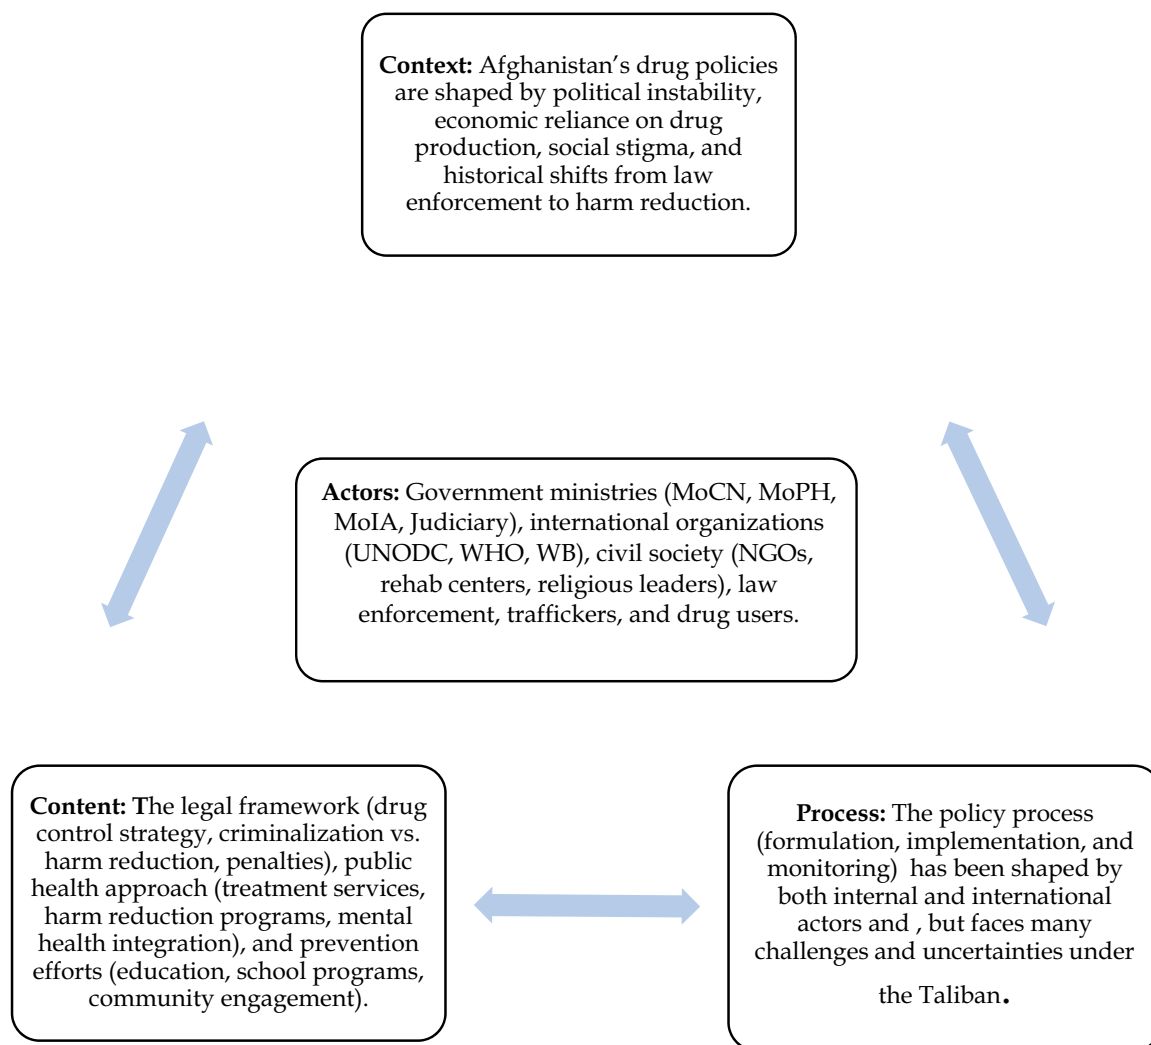 Context: Afghanistan’s drug policies
are shaped by political instability,
economic reliance on drug
production, social stigma, and
historical shifts from law
enforcement to harm reduction.
Actors: Government ministries (MoCN, MoPH,
MoIA, Judiciary), international organizations
(UNODC, WHO, WB), civil society (NGOs,
rehab centers, religious leaders), law
enforcement, traffickers, and drug users.
Content: The legal framework (drug
control strategy, criminalization vs.
harm reduction, penalties), public
health approach (treatment services,
harm reduction programs, mental
health integration), and prevention
efforts (education, school programs,
community engagement).
Process: The policy process
(formulation, implementation, and
monitoring) has been shaped by
both internal and international
actors and , but faces many
challenges and uncertainties under
the Taliban.